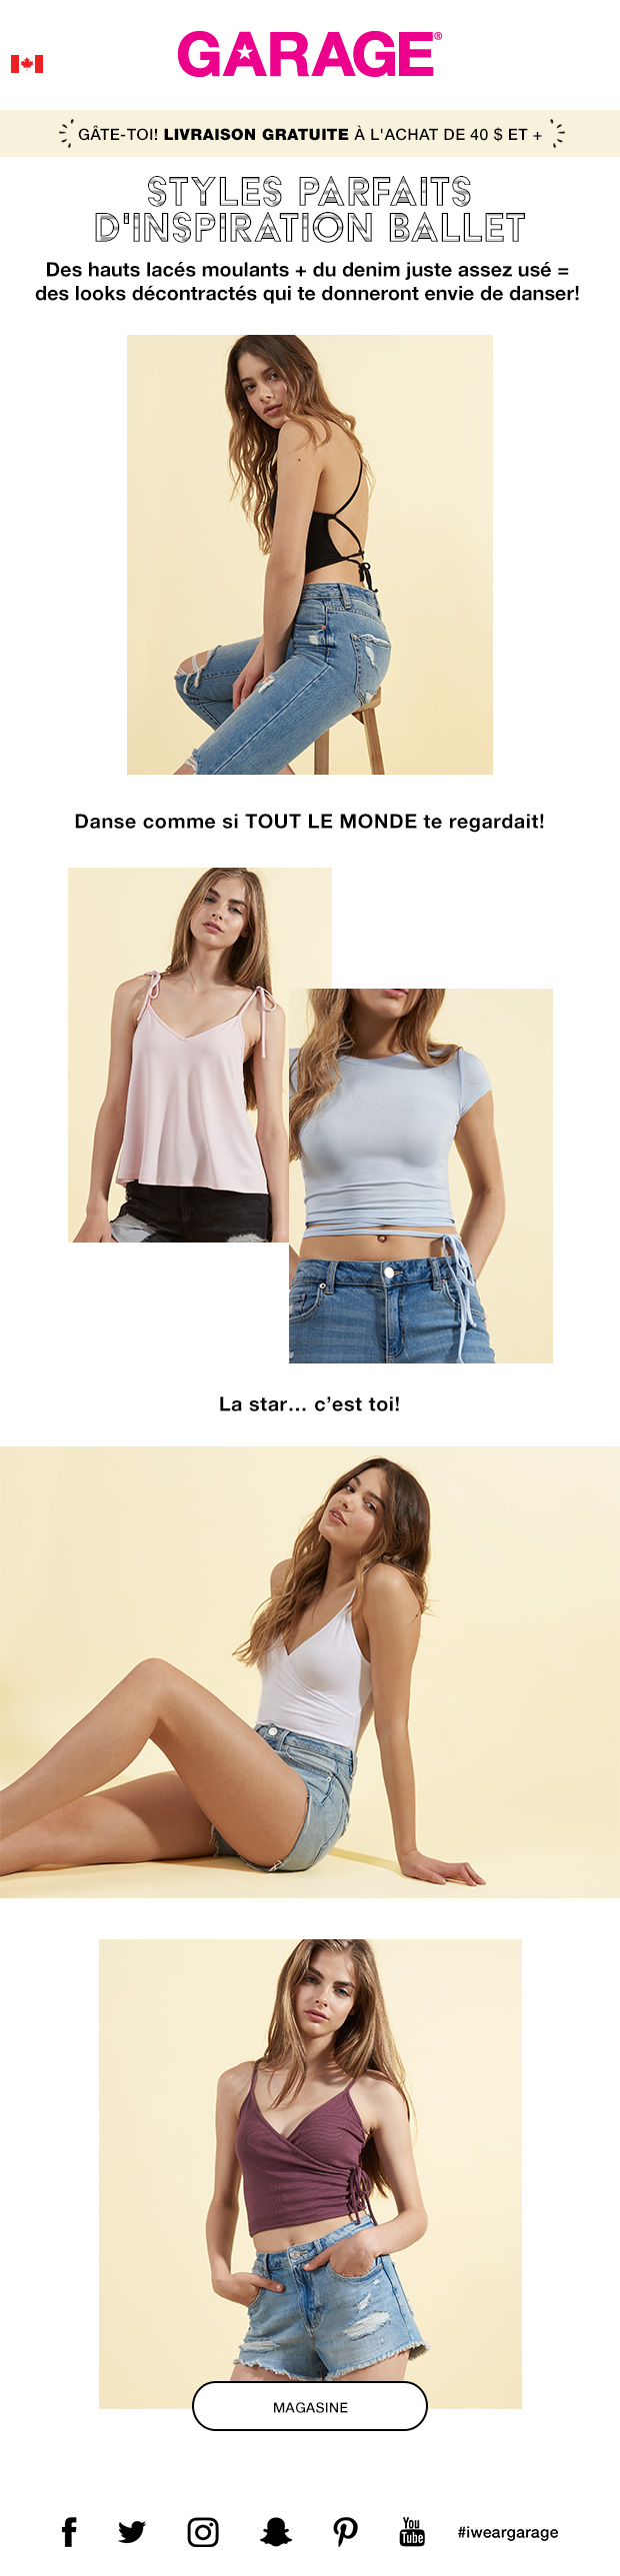 GARAGE®
GÂTE-TOI! LIVRAISON GRATUITE À L'ACHAT DE 40 $ ET +
STYLES PARFAITS
D'INSPIRATION BALLET
Des hauts lacés moulants + du denim juste assez usé =
des looks décontractés qui te donneront envie de danser!
Danse comme si TOUT LE MONDE te regardait!
La star... c’est toi!
MAGASINE
You
Tube
#iweargarage